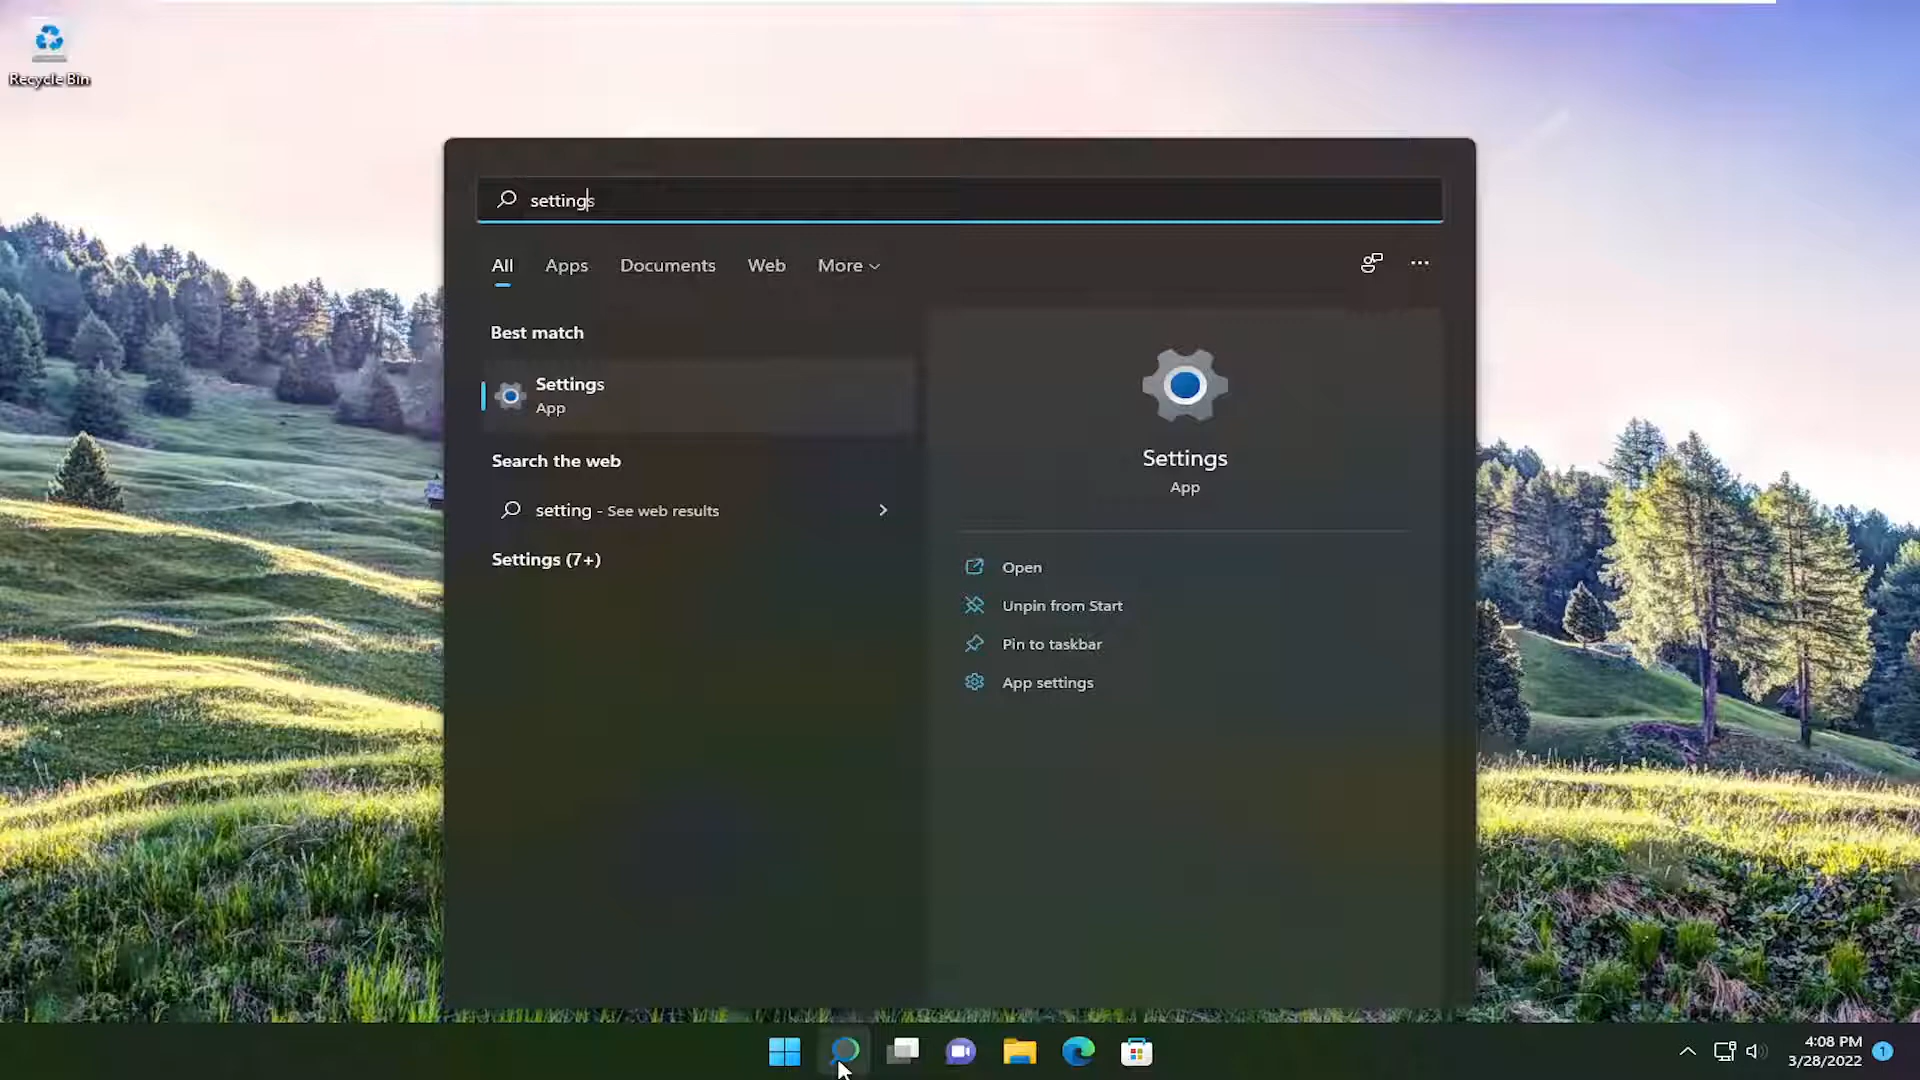 Recycle Bin
settings
All Apps Documents Web More
Best match
Settings
App
Search the web
setting - See web results
Settings (7+)
Settings
App
Open
Unpin from Start
Pin to taskbar
App settings
4:08 PM
3/28/2022
1